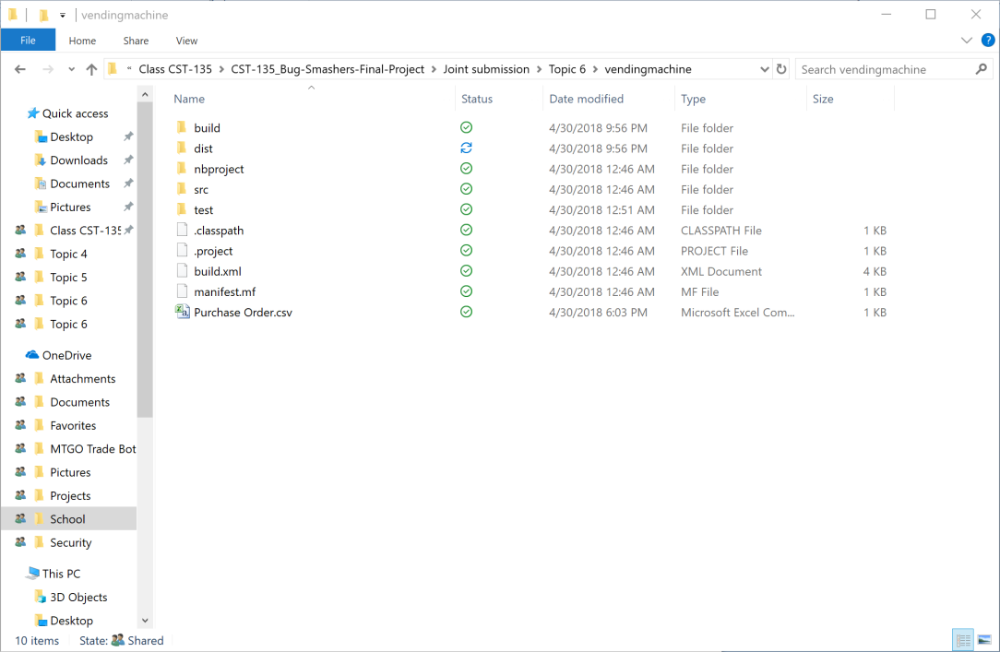 vendingmachine
File Home Share View
« Class CST-135 > CST-135_Bug-Smashers-Final-Project > Joint submission > Topic 6 > vendingmachine Search vendingmachine
Name Status Date modified Type Size
build 4/30/2018 9:56 PM File folder
dist 4/30/2018 9:56 PM File folder
nbproject 4/30/2018 12:46 AM File folder
src 4/30/2018 12:46 AM File folder
test 4/30/2018 12:51 AM File folder
.classpath 4/30/2018 12:46 AM CLASSPATH File 1 KB
.project 4/30/2018 12:46 AM PROJECT File 1 KB
build.xml 4/30/2018 12:46 AM XML Document 4 KB
manifest.mf 4/30/2018 12:46 AM MF File 1 KB
Purchase Order.csv 4/30/2018 6:03 PM Microsoft Excel Com... 1 KB
Quick access
Desktop
Downloads
Documents
Pictures
Class CST-135
Topic 4
Topic 5
Topic 6
Topic 6
OneDrive
Attachments
Documents
Favorites
MTGO Trade Bot
Pictures
Projects
School
Security
This PC
3D Objects
Desktop
10 items State: Shared